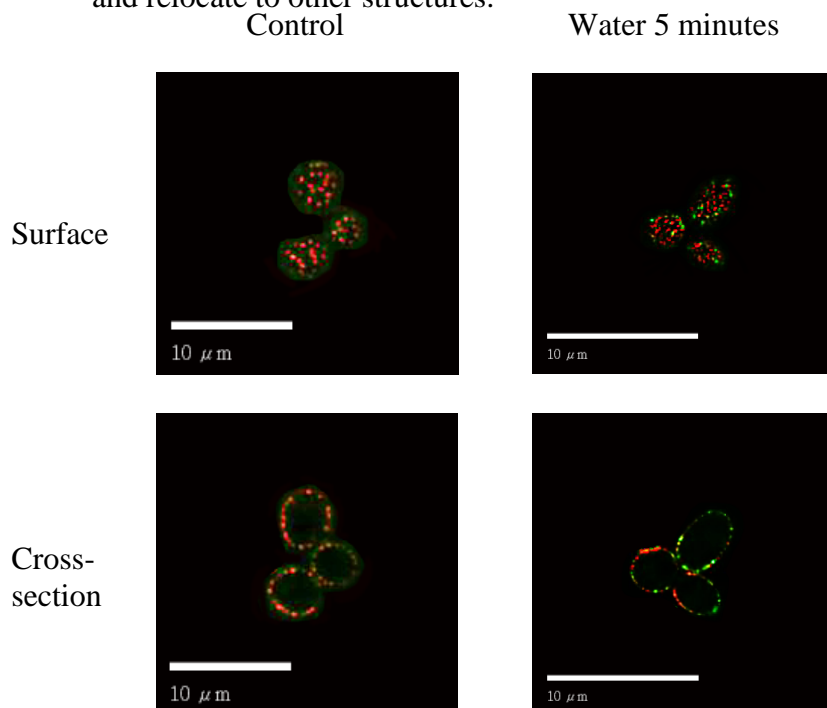 and relocate to other structures.
Control Water 5 minutes
Surface
10 μm
10 μm
Cross-
section
10 μm
10 μm